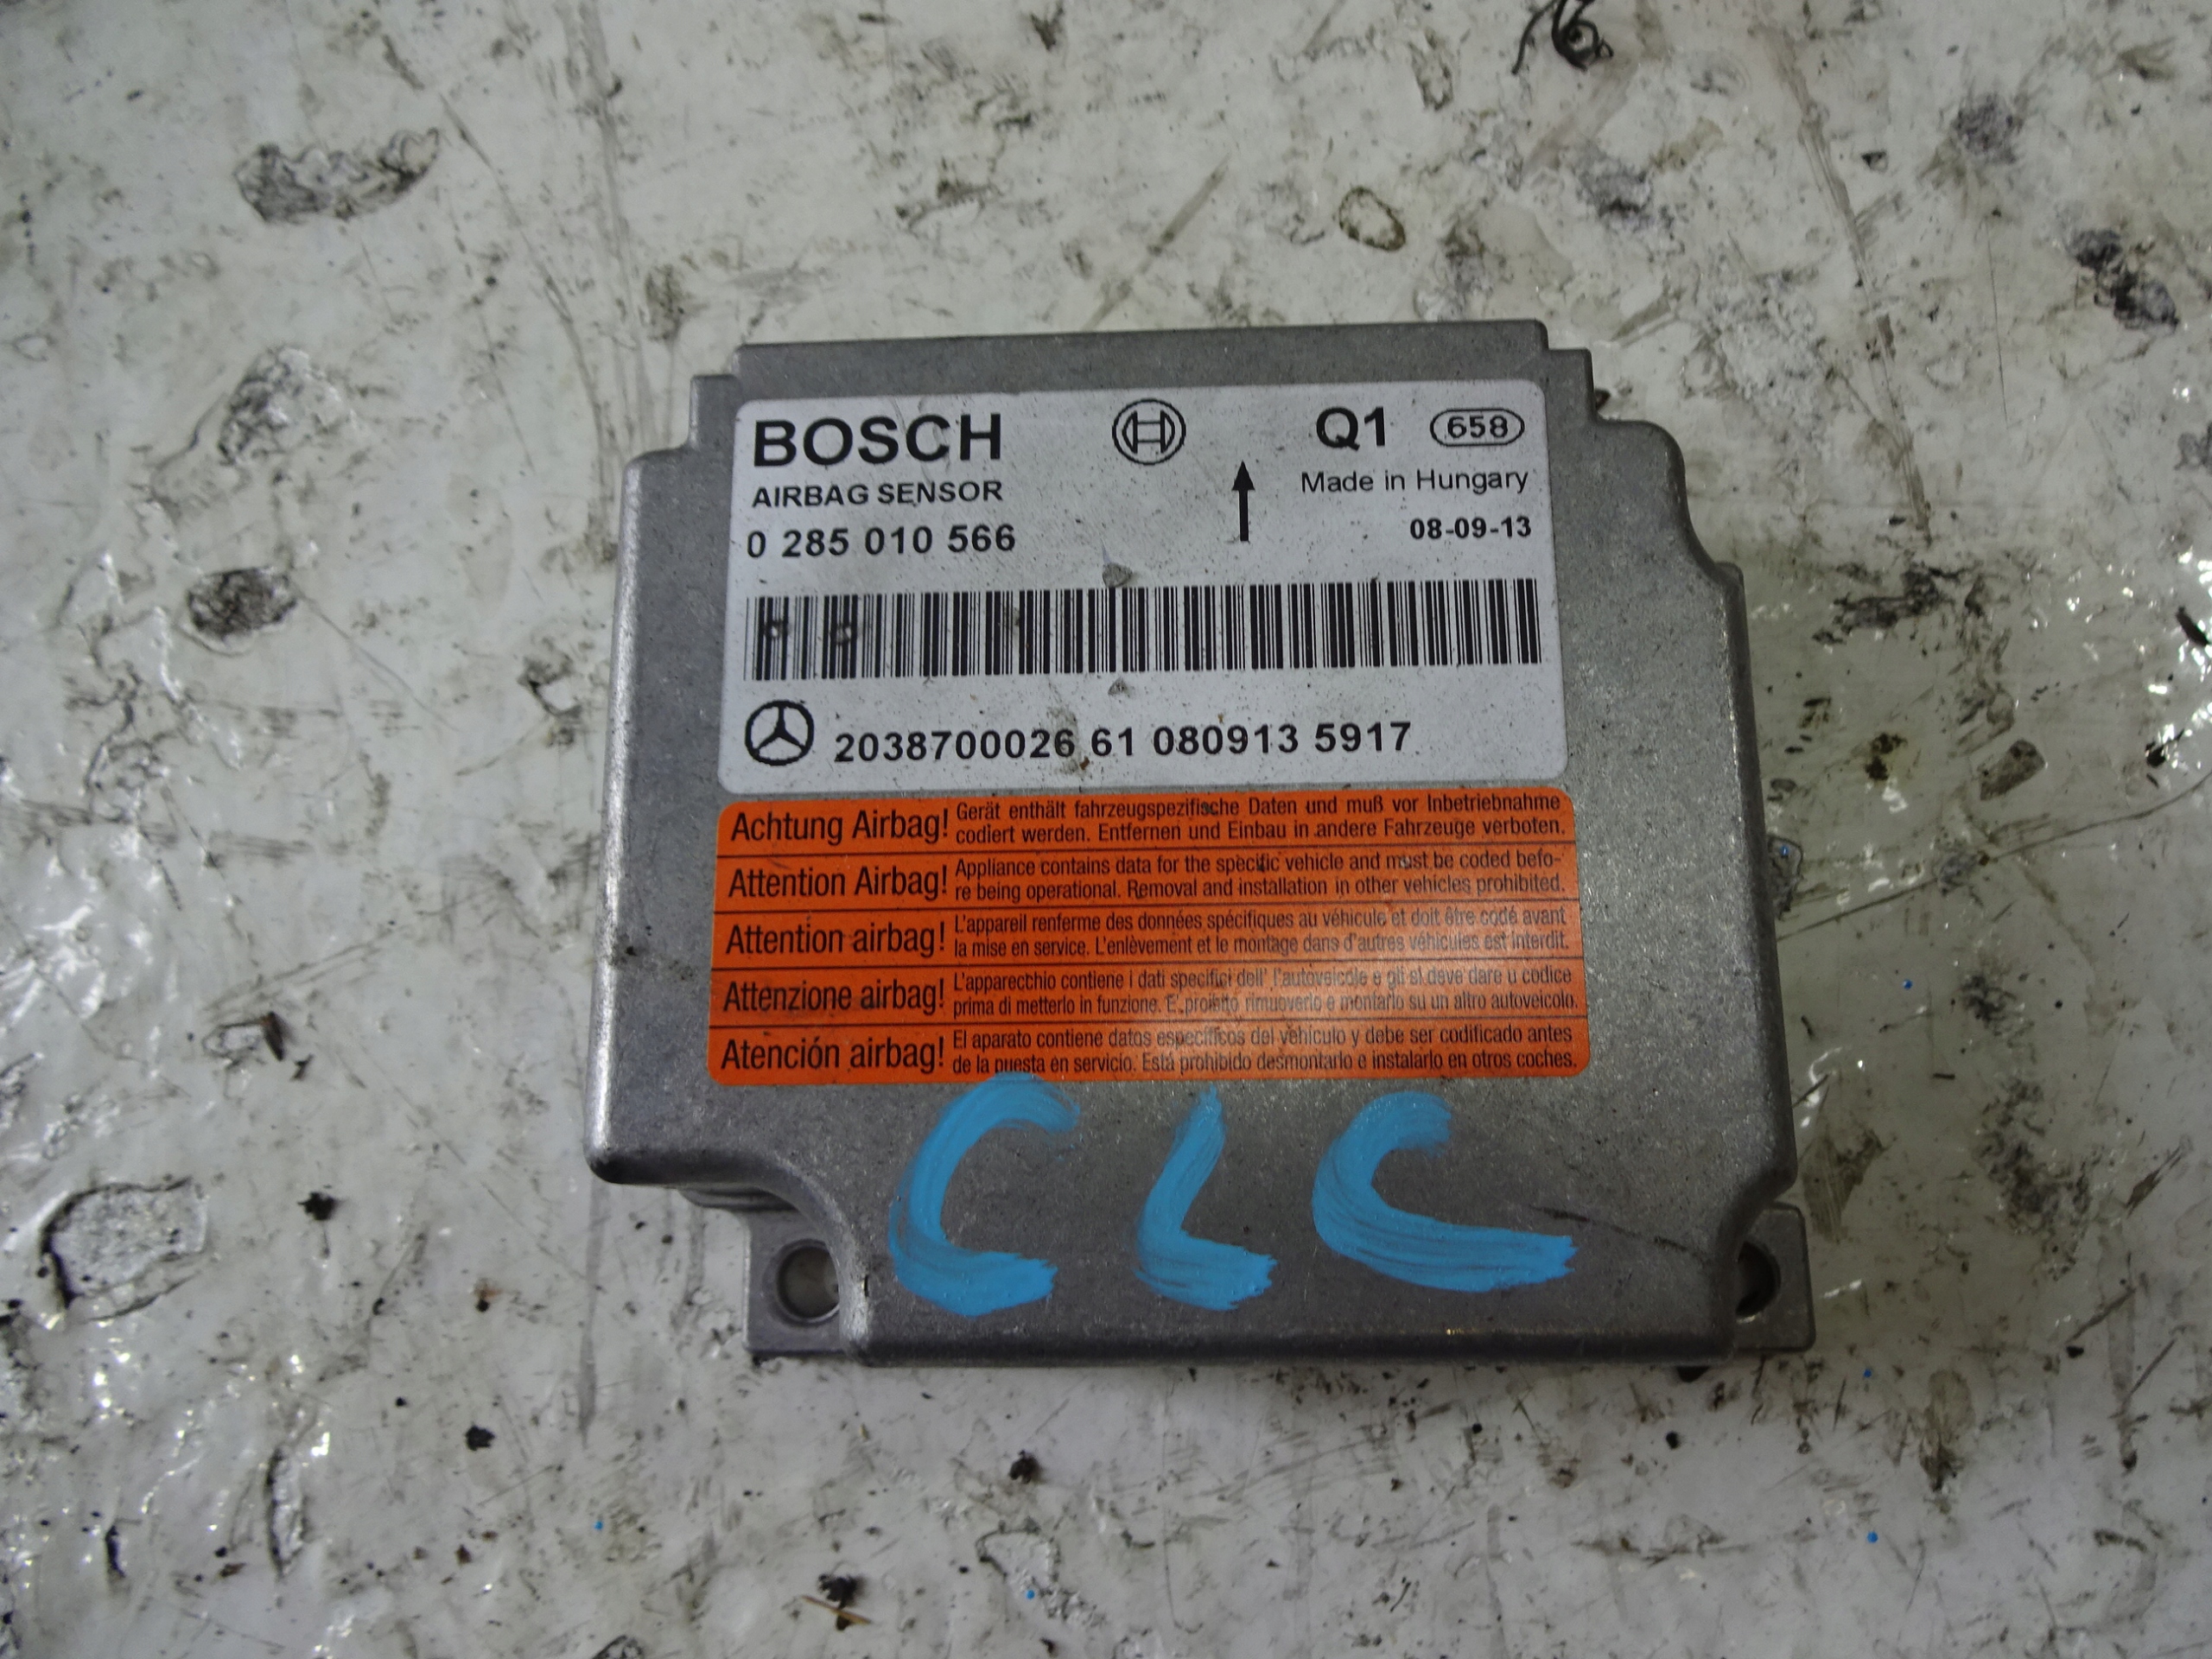 BOSCH Q1 658
AIRBAG SENSOR Made in Hungary
0 285 010 566 08-09-13
2038700026 61 080913 5917
Achtung Airbag! Gerät enthält fahrzeugspezifische Daten und muß vor Inbetriebnahme
codiert werden. Entfernen und Einbau in andere Fahrzeuge verboten.
Attention Airbag! Appliance contains data for the specific vehicle and must be coded befo-
re being operational. Removal and installation in other vehicles prohibited.
Attention airbag! L'appareil renferme des données spécifiques au véhicule et doit être codé avant
la mise en service. L'enlèvement et le montage dans d'autres véhicules est interdit.
Attenzione airbag! L'apparecchio contiene i dati specifici dell' l'autoveicole e gli si deve dare u codice
prima di metterlo in funzione. E' proibito rimuoverlo e montarlo su un altro autoveicolo.
Atención airbag! El aparato contiene datos específicos del vehículo y debe ser codificado antes
de la puesta en servicio. Está prohibido desmontarlo e instalarlo en otros coches.
CLC